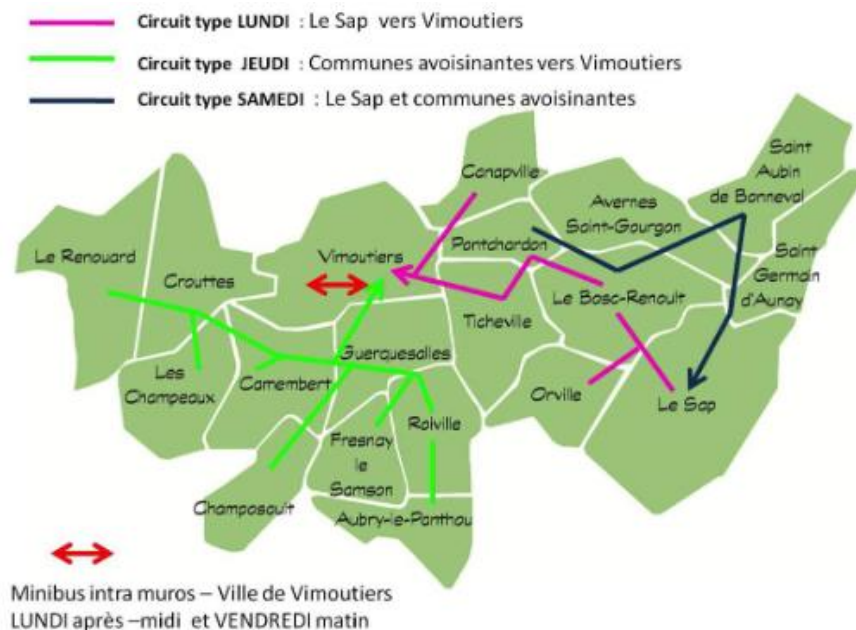 Circuit type LUNDI : Le Sap vers Vimoutiers
Circuit type JEUDI : Communes avoisinantes vers Vimoutiers
Circuit type SAMEDI : Le Sap et communes avoisinantes
Canapville
Saint
Aubin
de Bonneval
Avernes
Saint-Gourgon
Le Renouard
Crouttes
Vimoutiers
Pontchardon
Saint
Germain
d'Aunay
Le Bosc-Renoult
Ticheville
Guerquesalles
Les
Champeaux
Camembert
Orville
Le Sap
Roiville
Fresnay
le
Samson
Champosoult
Aubry-le-Panthou
Minibus intra muros – Ville de Vimoutiers
LUNDI après –midi et VENDREDI matin